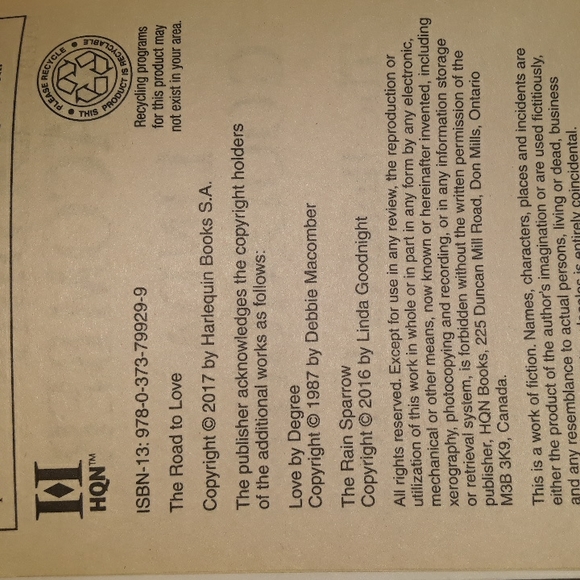 HQN™
PLEASE RECYCLE • THIS PRODUCT IS RECYCLABLE •
Recycling programs
for this product may
not exist in your area.
ISBN-13: 978-0-373-79929-9
The Road to Love
Copyright © 2017 by Harlequin Books S.A.
The publisher acknowledges the copyright holders
of the additional works as follows:
Love by Degree
Copyright © 1987 by Debbie Macomber
The Rain Sparrow
Copyright © 2016 by Linda Goodnight
All rights reserved. Except for use in any review, the reproduction or
utilization of this work in whole or in part in any form by any electronic,
mechanical or other means, now known or hereinafter invented, including
xerography, photocopying and recording, or in any information storage
or retrieval system, is forbidden without the written permission of the
publisher, HQN Books, 225 Duncan Mill Road, Don Mills, Ontario
M3B 3K9, Canada.
This is a work of fiction. Names, characters, places and incidents are
either the product of the author's imagination or are used fictitiously,
and any resemblance to actual persons, living or dead, business
is entirely coincidental.